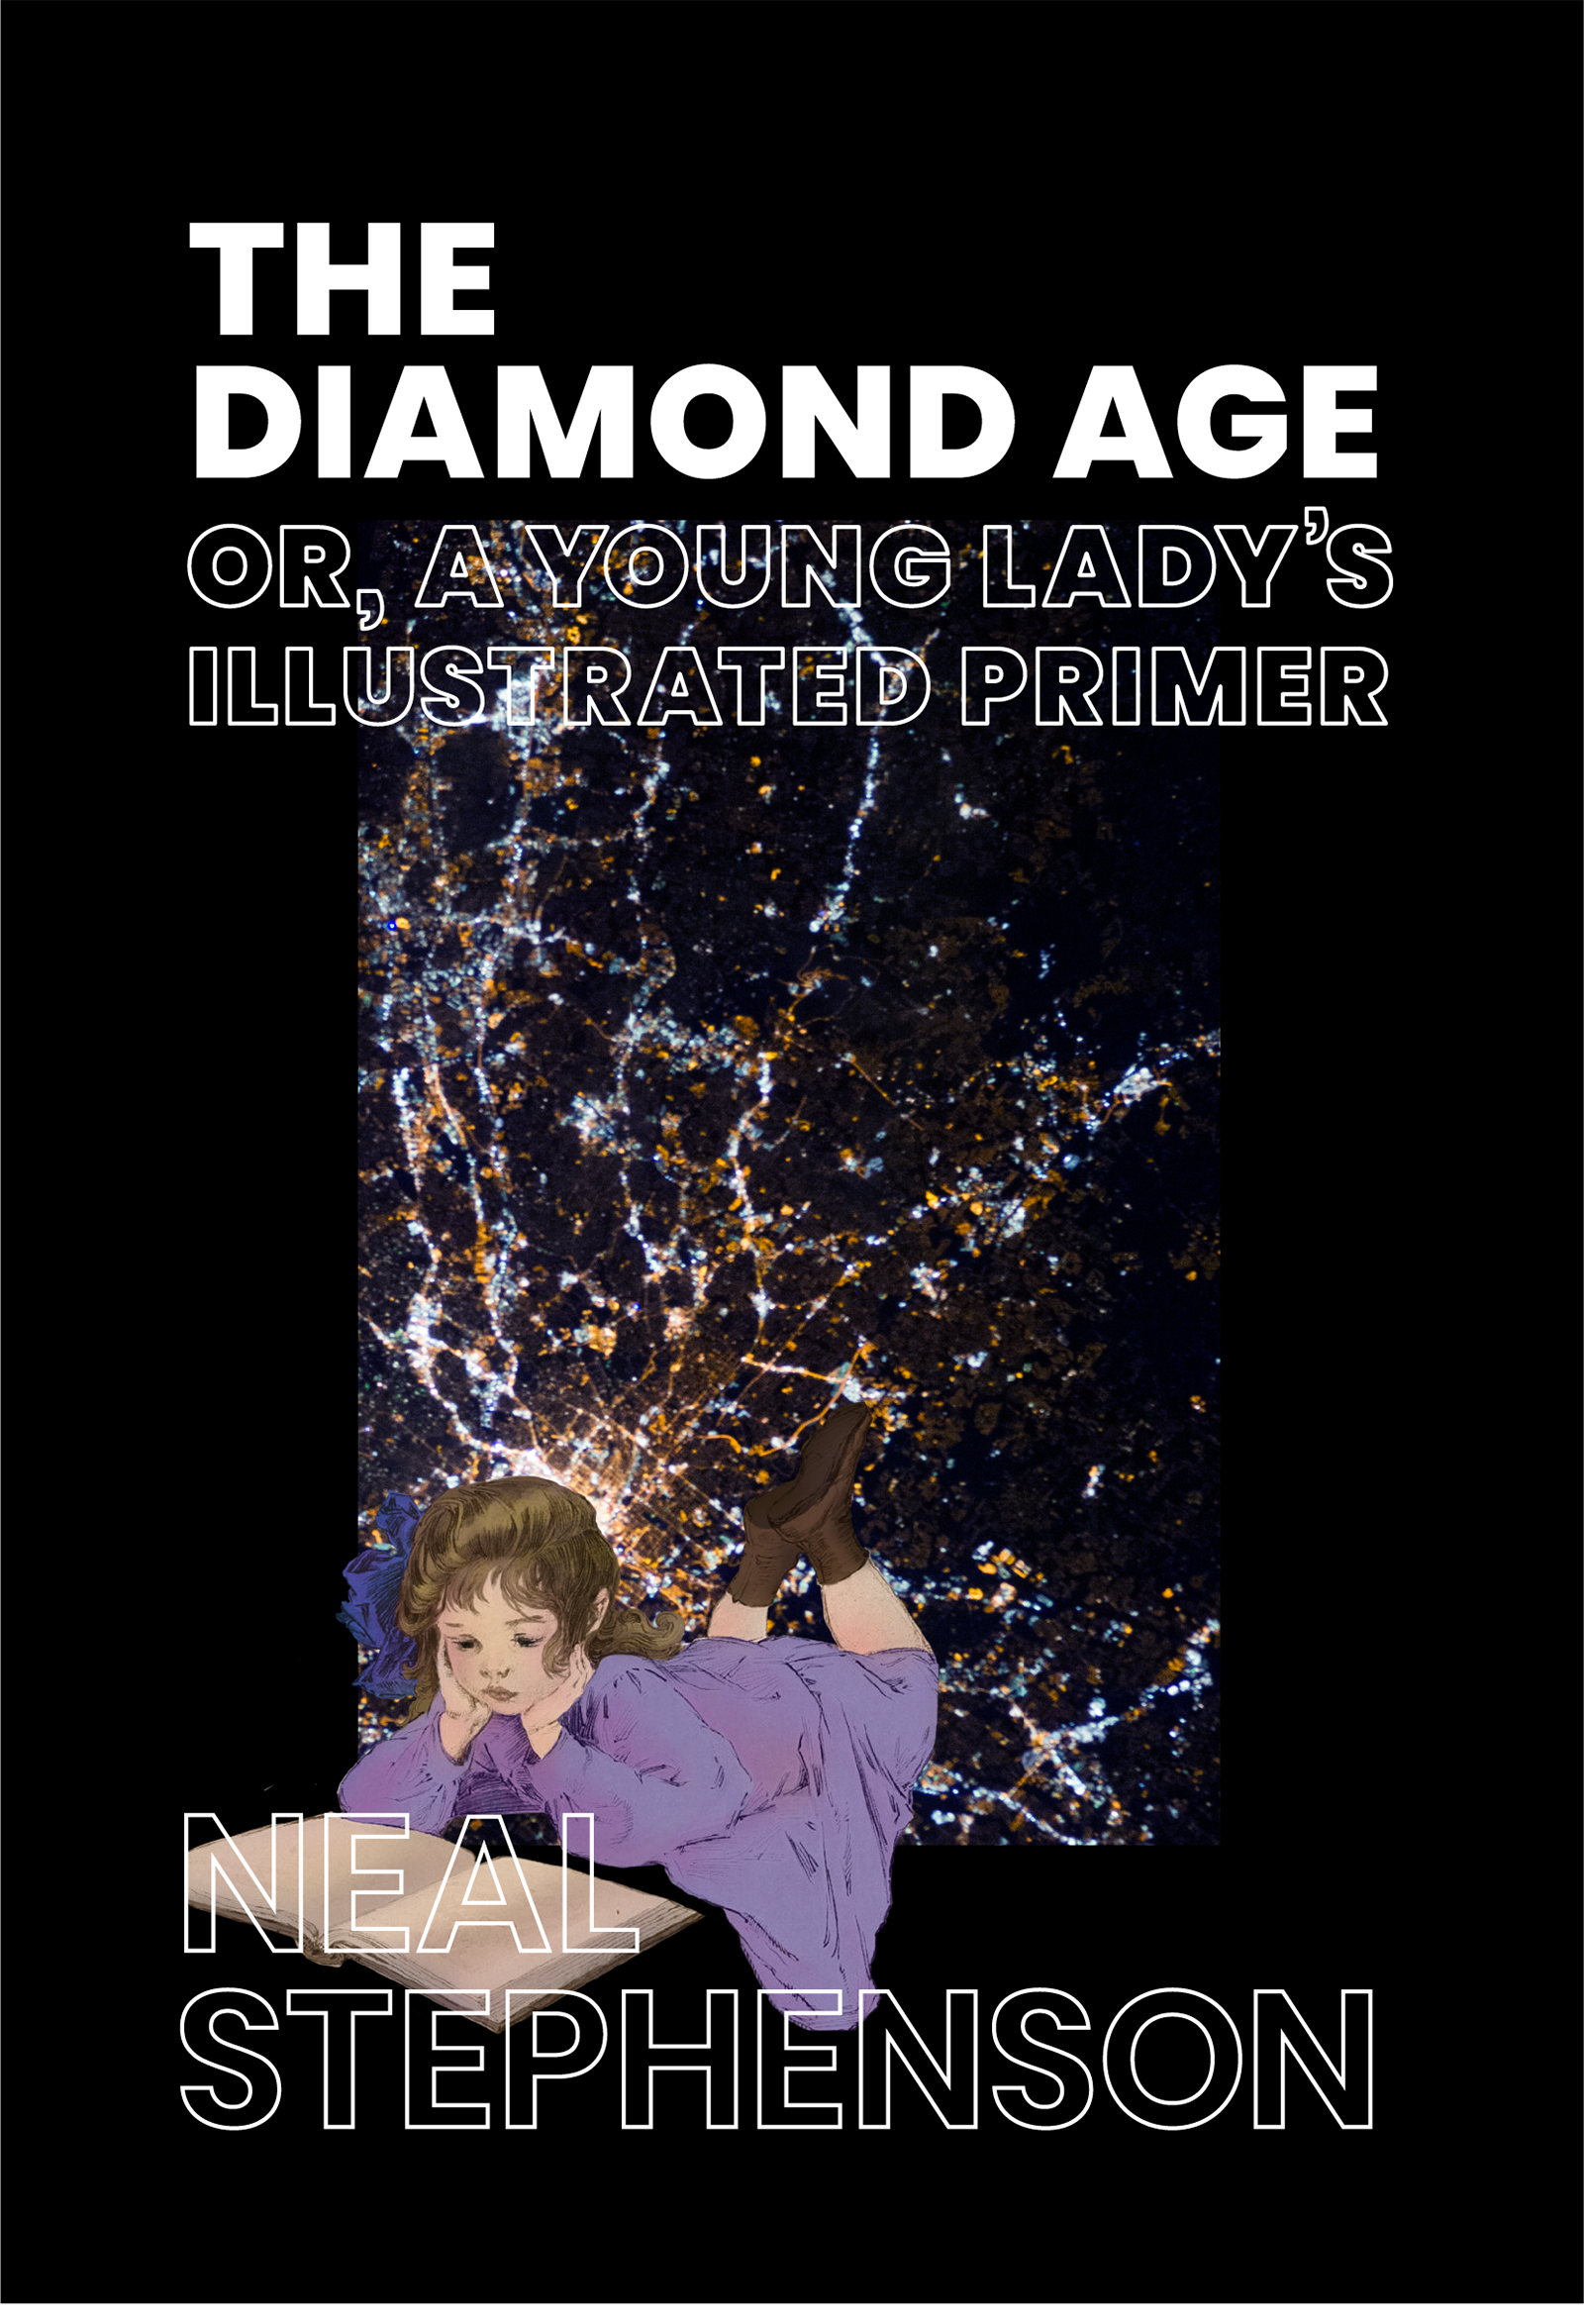 THE
DIAMOND AGE
OR, A YOUNG LADY’S
ILLUSTRATED PRIMER
NEAL
STEPHENSON